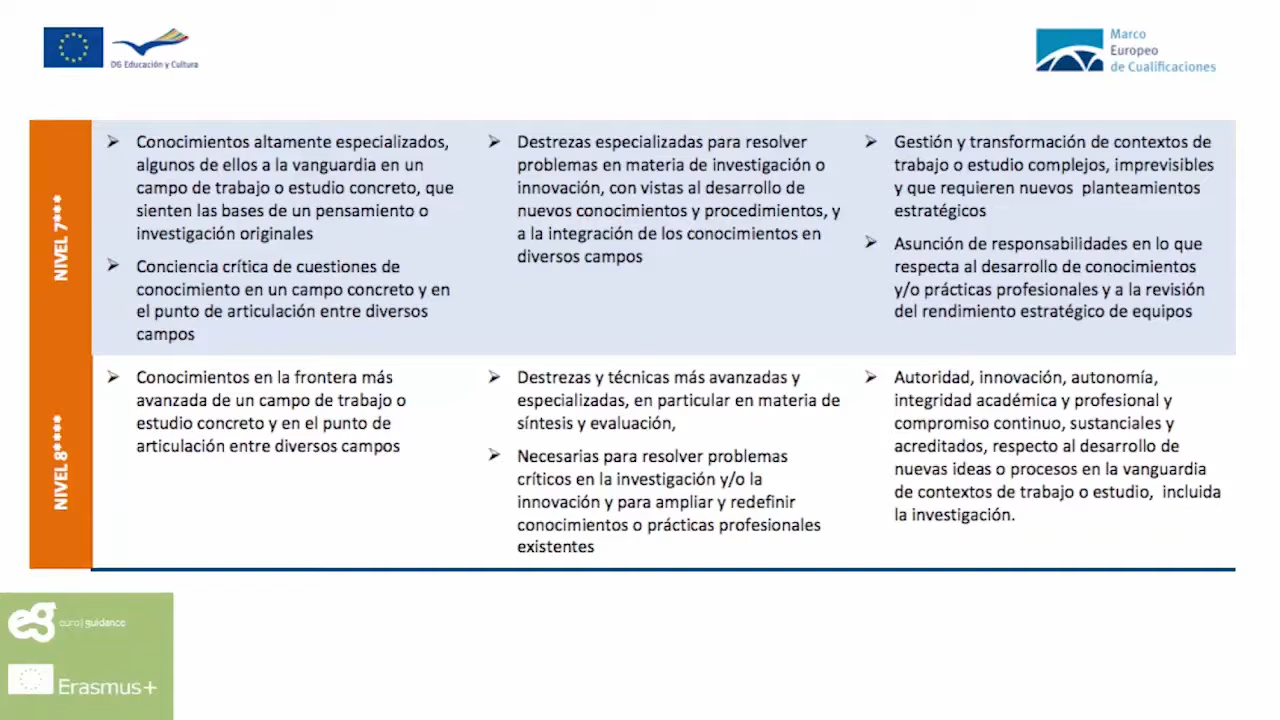 DG Educación y Cultura
Marco
Europeo
de Cualificaciones
NIVEL 7***
Conocimientos altamente especializados,
algunos de ellos a la vanguardia en un
campo de trabajo o estudio concreto, que
sienten las bases de un pensamiento o
investigación originales
Conciencia crítica de cuestiones de
conocimiento en un campo concreto y en
el punto de articulación entre diversos
campos
Destrezas especializadas para resolver
problemas en materia de investigación o
innovación, con vistas al desarrollo de
nuevos conocimientos y procedimientos, y
a la integración de los conocimientos en
diversos campos
Gestión y transformación de contextos de
trabajo o estudio complejos, imprevisibles
y que requieren nuevos planteamientos
estratégicos
Asunción de responsabilidades en lo que
respecta al desarrollo de conocimientos
y/o prácticas profesionales y a la revisión
del rendimiento estratégico de equipos
NIVEL 8****
Conocimientos en la frontera más
avanzada de un campo de trabajo o
estudio concreto y en el punto de
articulación entre diversos campos
Destrezas y técnicas más avanzadas y
especializadas, en particular en materia de
síntesis y evaluación,
Necesarias para resolver problemas
críticos en la investigación y/o la
innovación y para ampliar y redefinir
conocimientos o prácticas profesionales
existentes
Autoridad, innovación, autonomía,
integridad académica y profesional y
compromiso continuo, sustanciales y
acreditados, respecto al desarrollo de
nuevas ideas o procesos en la vanguardia
de contextos de trabajo o estudio, incluida
la investigación.
eg euro|guidance
Erasmus+